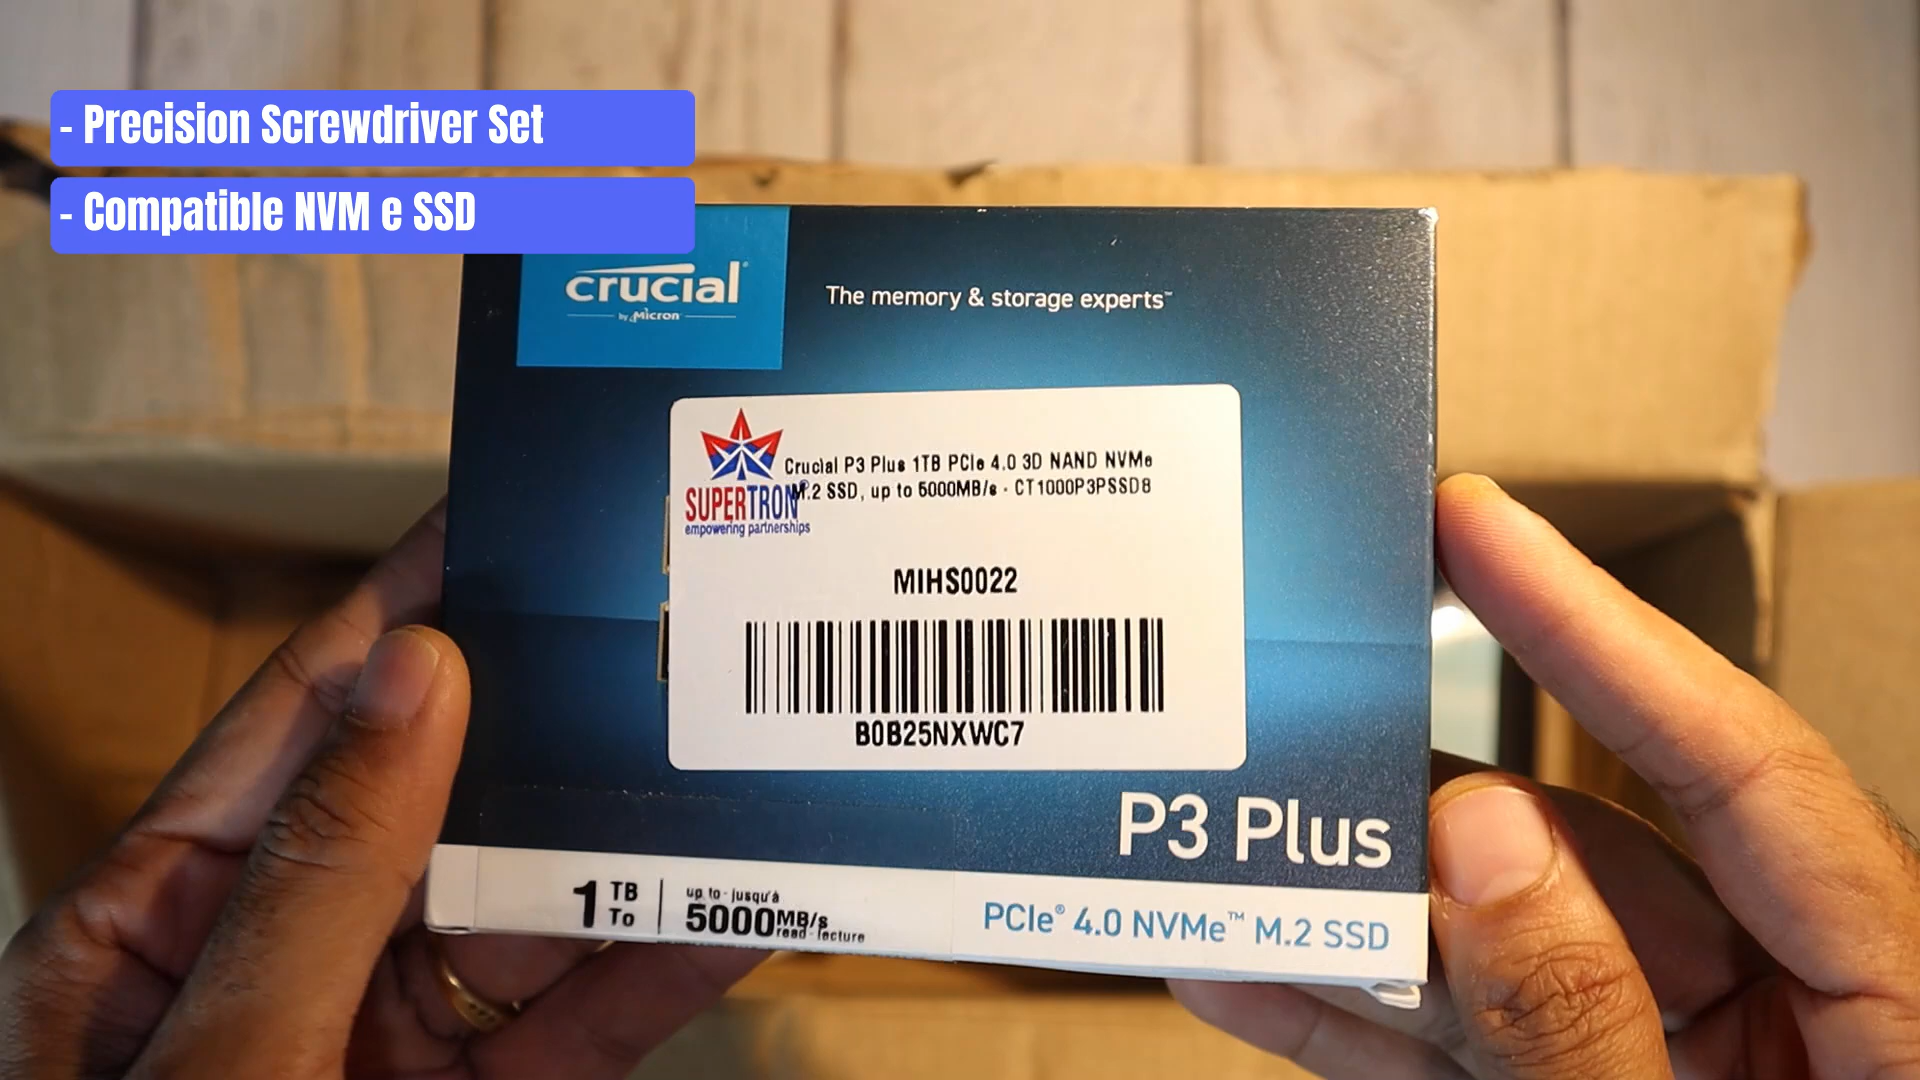 - Precision Screwdriver Set
- Compatible NVM e SSD
crucial
by Micron
The memory & storage experts™
SUPERTRON®
empowering partnerships
Crucial P3 Plus 1TB PCIe 4.0 3D NAND NVMe
M.2 SSD, up to 5000MB/s - CT1000P3PSSD8
MIHS0022
B0B25NXWC7
P3 Plus
1 TB To
up to - jusqu'à
5000MB/s
read - lecture
PCIe® 4.0 NVMe™ M.2 SSD